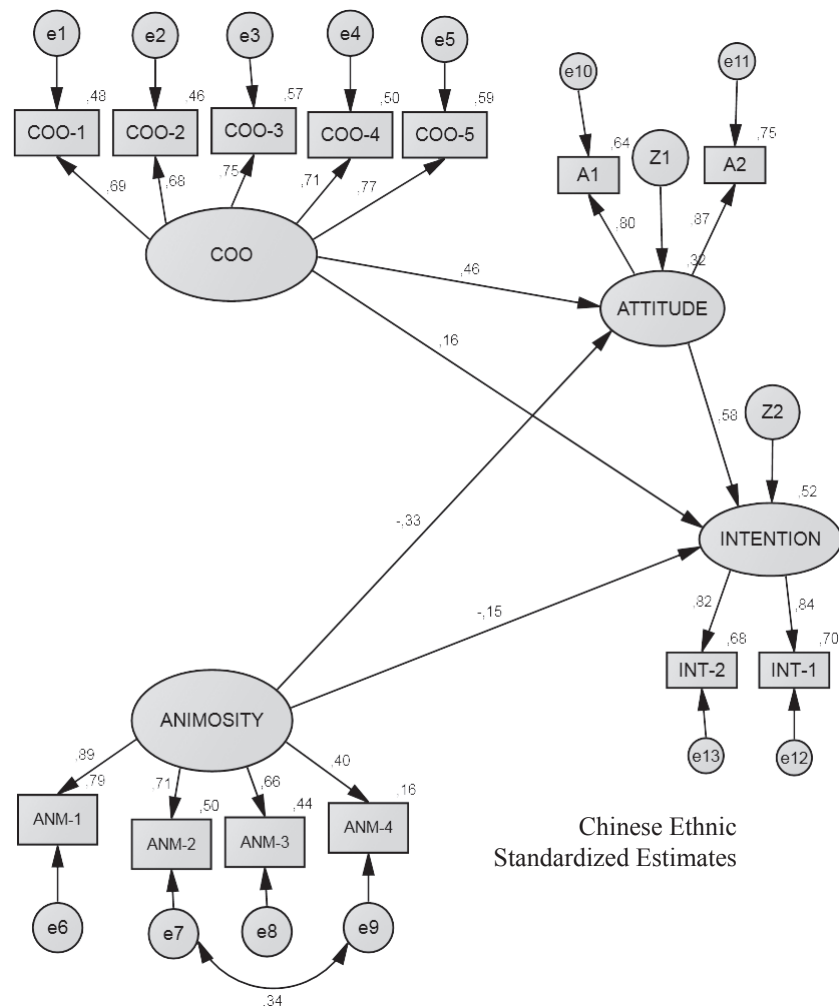 e1
e2
e3
e4
e5
,48
,46
,57
,50
,59
COO-1
COO-2
COO-3
COO-4
COO-5
,69
,68
,75
,71
,77
COO
e10
e11
,64
,75
A1
Z1
A2
,80
,87
,32
ATTITUDE
,46
,16
,58
Z2
,52
INTENTION
-,33
-,15
,82
,84
,68
,70
INT-2
INT-1
e13
e12
ANIMOSITY
,89
,71
,66
,40
,79
,50
,44
,16
ANM-1
ANM-2
ANM-3
ANM-4
e6
e7
e8
e9
,34
Chinese Ethnic
Standardized Estimates